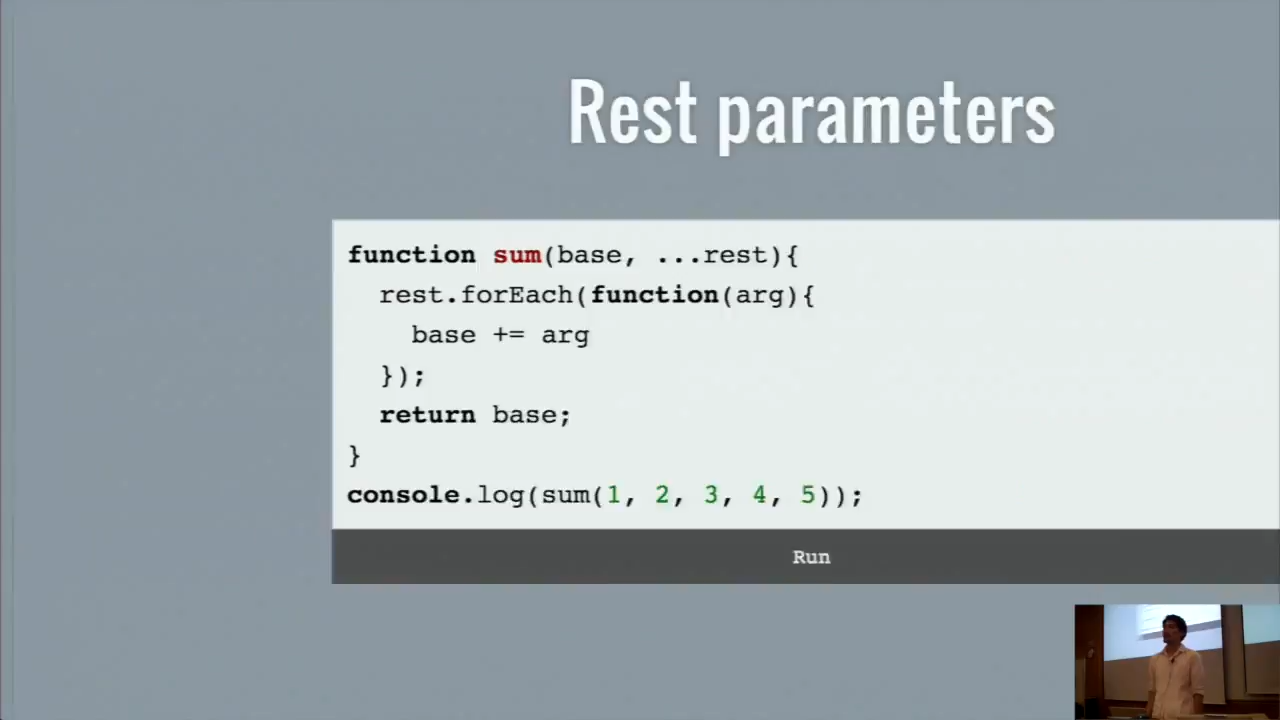 Rest parameters
function sum(base, ...rest){
  rest.forEach(function(arg){
    base += arg
  });
  return base;
}
console.log(sum(1, 2, 3, 4, 5));
Run